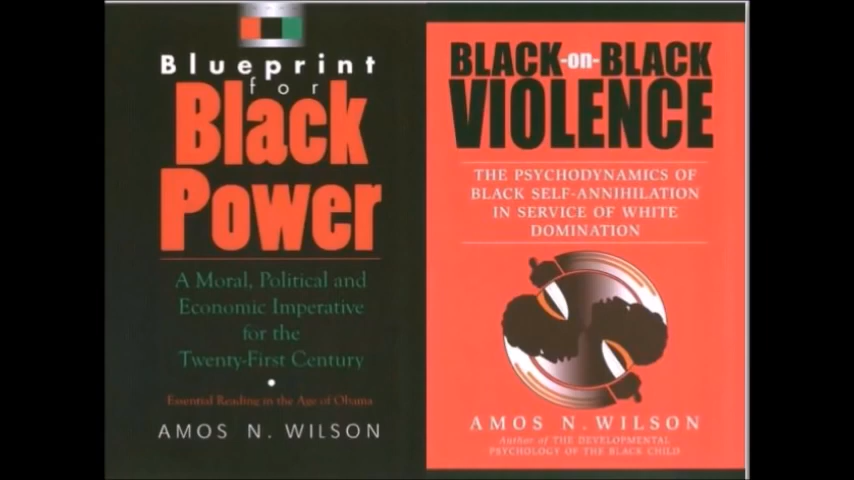 Blueprint
for
Black
Power
A Moral, Political and
Economic Imperative
for the
Twenty-First Century
Essential Reading in the Age of Obama
AMOS N. WILSON
BLACK-on-BLACK
VIOLENCE
THE PSYCHODYNAMICS OF
BLACK SELF-ANNIHILATION
IN SERVICE OF WHITE
DOMINATION
AMOS N. WILSON
Author of THE DEVELOPMENTAL
PSYCHOLOGY OF THE BLACK CHILD